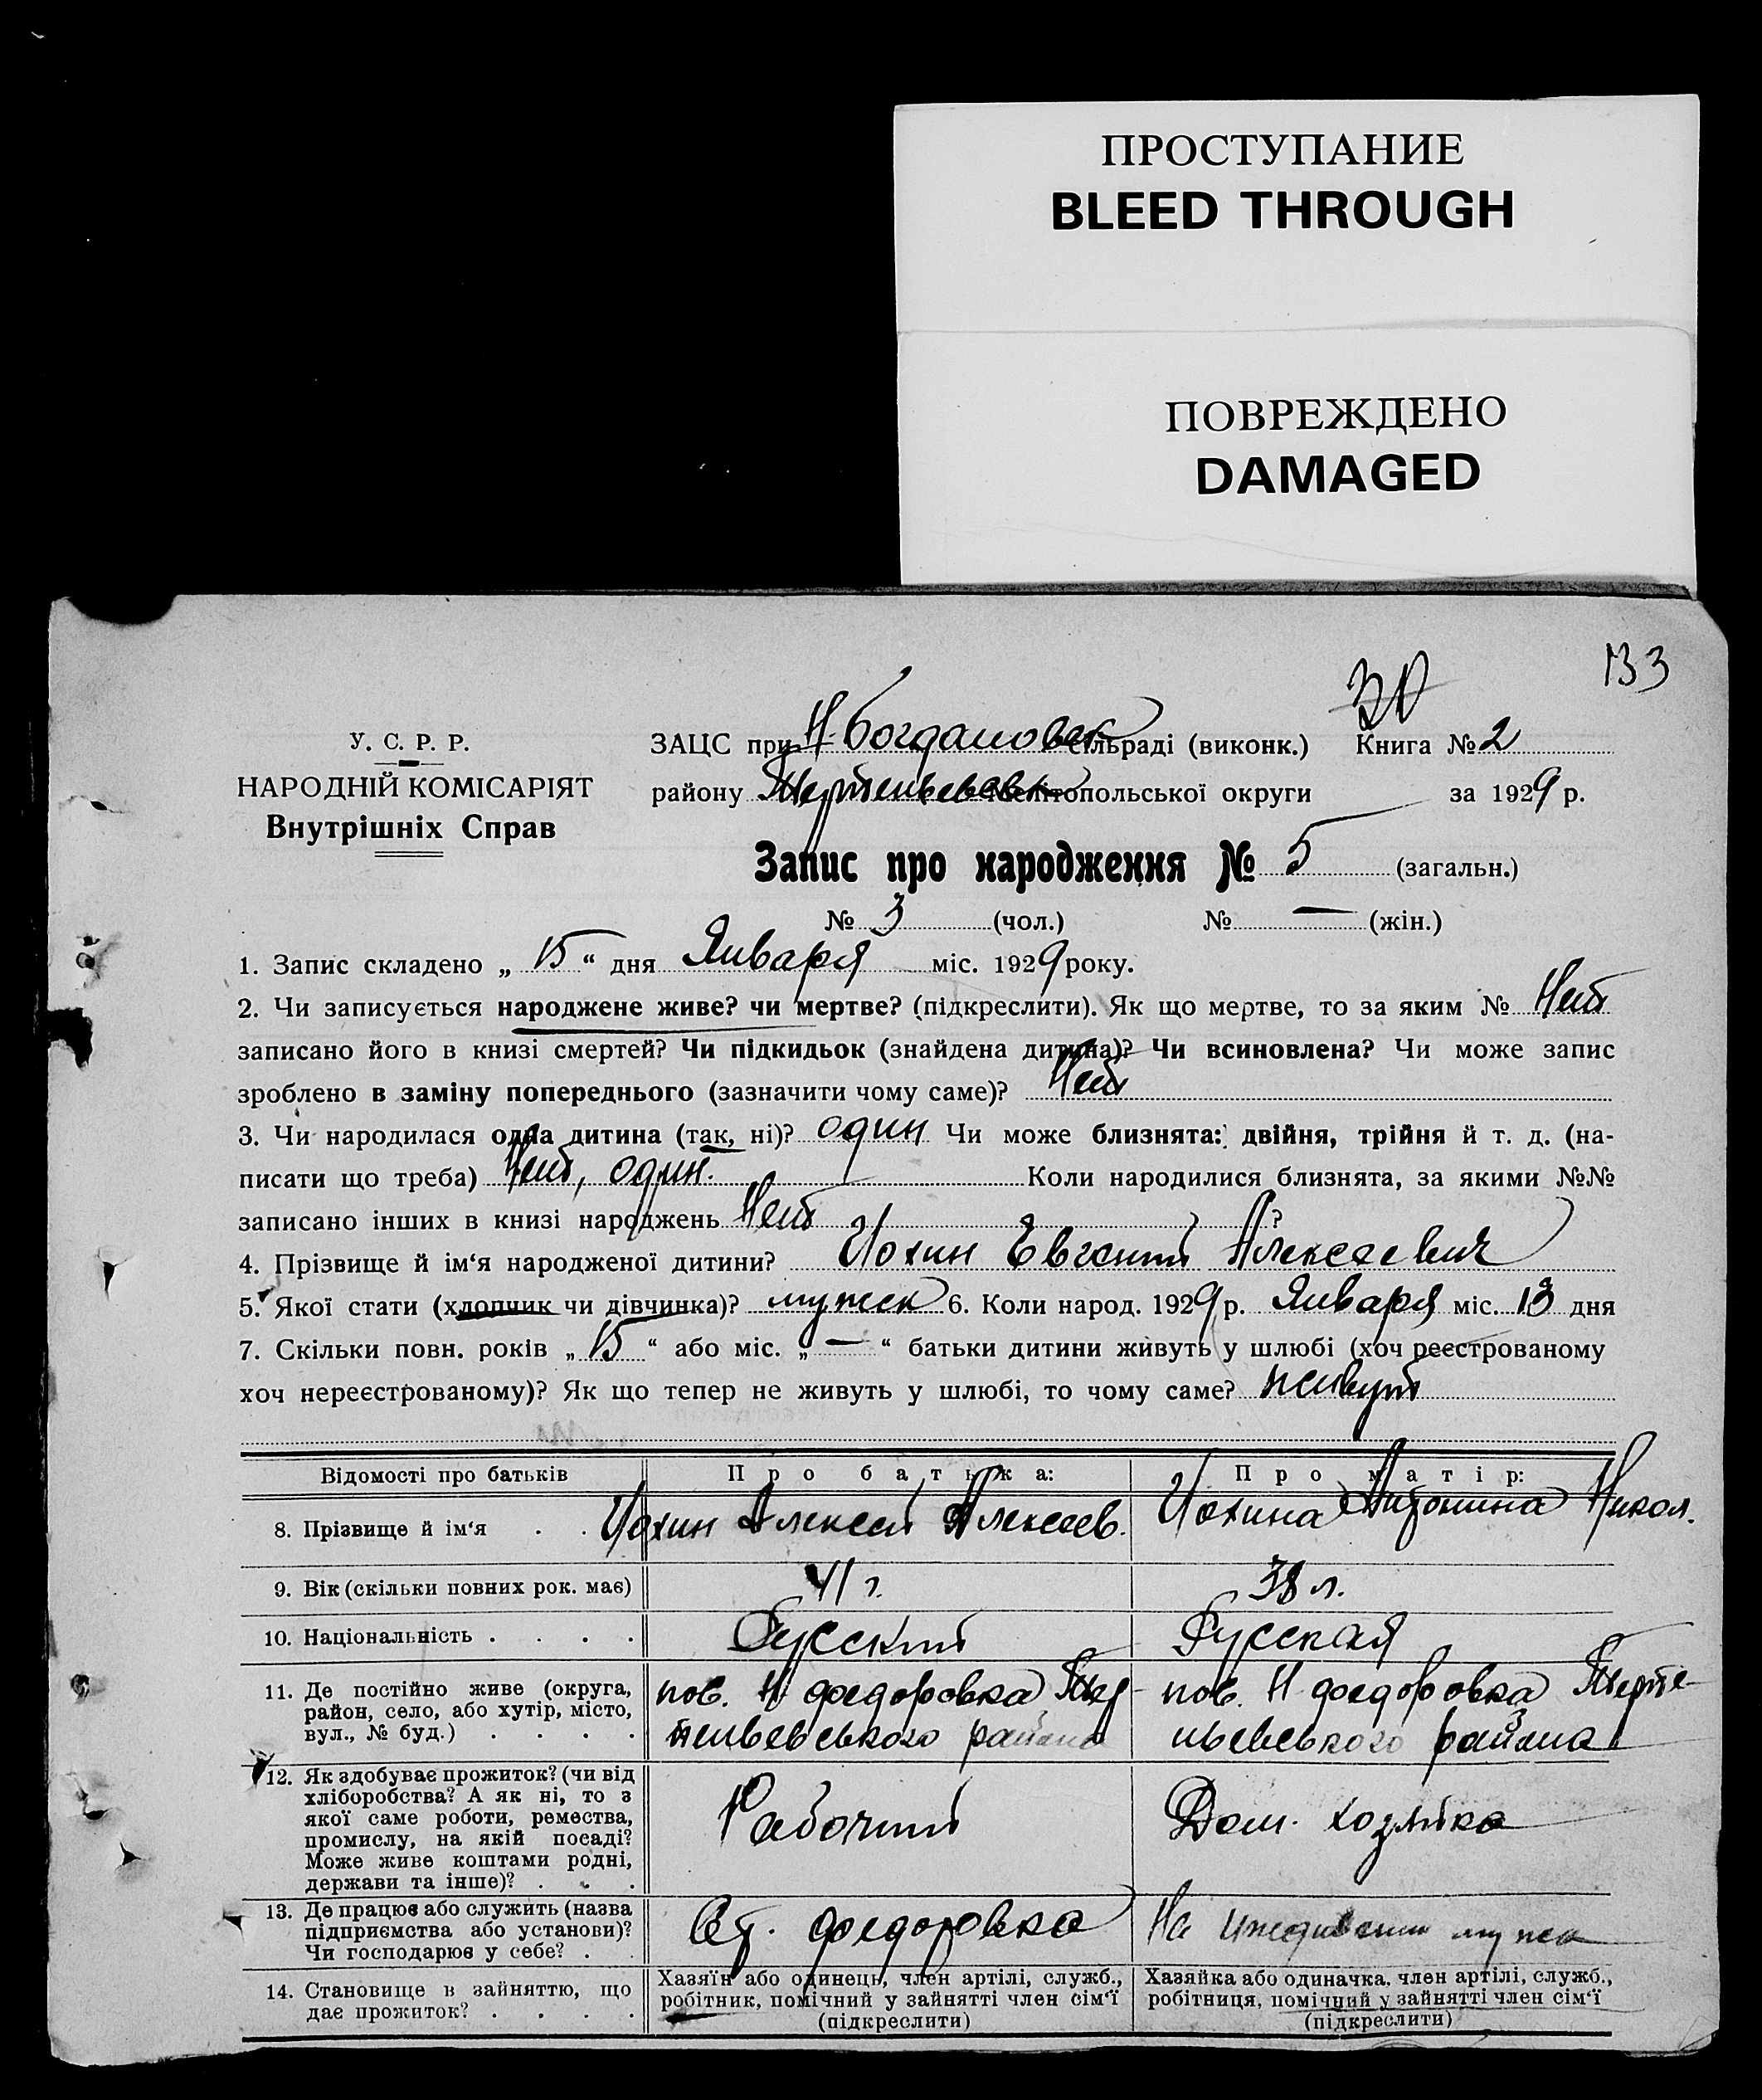 ПРОСТУПАНИЕ
BLEED THROUGH
ПОВРЕЖДЕНО
DAMAGED
133
30
У. С. Р. Р.
НАРОДНІЙ КОМІСАРІЯТ
Внутрішніх Справ
ЗАЦС при Н-Богдановск сільраді (виконк.) Книга № 2
району Мелітопольської округи за 1929 р.
Запис про народження № 5 (загальн.)
№ 3 (чол.) № — (жін.)
1. Запис складено „ 15 “ дня Января міс. 1929 року.
2. Чи записується народжене живе? чи мертве? (підкреслити). Як що мертве, то за яким № Нет
записано його в книзі смертей? Чи підкидьок (знайдена дитина)? Чи всиновлена? Чи може запис
зроблено в заміну попереднього (зазначити чому саме)? Нет
3. Чи народилася одна дитина (так, ні)? один Чи може близнята: двійня, трійня й т. д. (на-
писати що треба) Нет, один. Коли народилися близнята, за якими №№
записано інших в книзі народжень Нет ?
4. Прізвище й ім‘я народженої дитини? Иохин Евгений Алексеевич
5. Якої стати (хлопчик чи дівчинка)? мужск 6. Коли народ. 1929 р. Января міс. 13 дня
7. Скільки повн. років „ 15 “ або міс. „ — “ батьки дитини живуть у шлюбі (хоч реєстрованому
хоч нереєстрованому)? Як що тепер не живуть у шлюбі, то чому саме? живут
Відомості про батьків Про батька: Про матір:
8. Прізвище й ім‘я . . Иохин Алексей Алексеев. Иохина Антонина Никол.
9. Вік (скільки повних рок. має) 41 г. 38 л.
10. Національність . . . . Русский Русская
11. Де постійно живе (округа,
район, село, або хутір, місто,
вул., № буд.) . . . .
пос. Н-федоровка
района
пос. Н-федоровка
района
12. Як здобуває прожиток? (чи від
хліборобства? А як ні, то з
якої саме роботи, ремества,
промислу, на якій посаді?
Може живе коштами родні,
держави та інше)? . . .
Рабочий
Дом. хозяйка
13. Де працює або служить (назва
підприємства або установи)?
Чи господарює у себе? . .
Ст. федоровка
На иждивении мужа
14. Становище в зайняттю, що
дає прожиток? . . . .
Хазяїн або одинець, член артілі, служб.,
робітник, помічний у зайнятті член сім‘ї
(підкреслити)
Хазяйка або одиначка, член артілі, служб.,
робітниця, помічний у зайнятті член сім‘ї
(підкреслити)